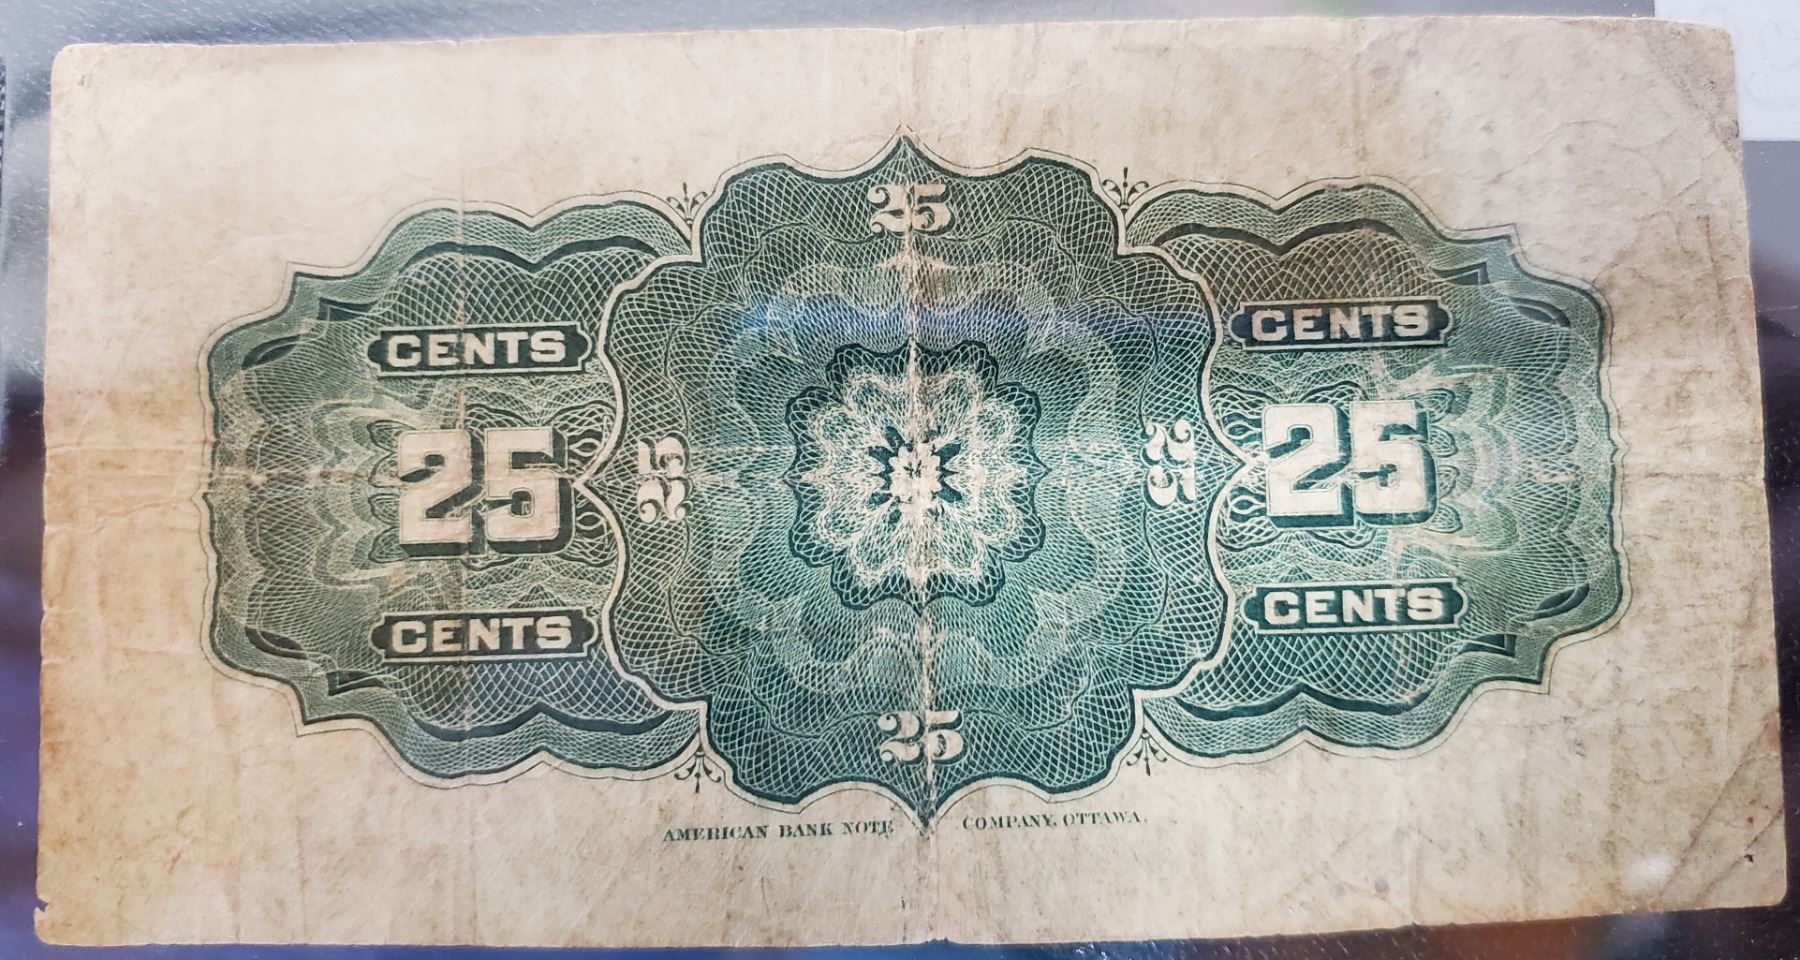 25
CENTS CENTS
25 25 25 25
CENTS CENTS
25
AMERICAN BANK NOTE COMPANY, OTTAWA.